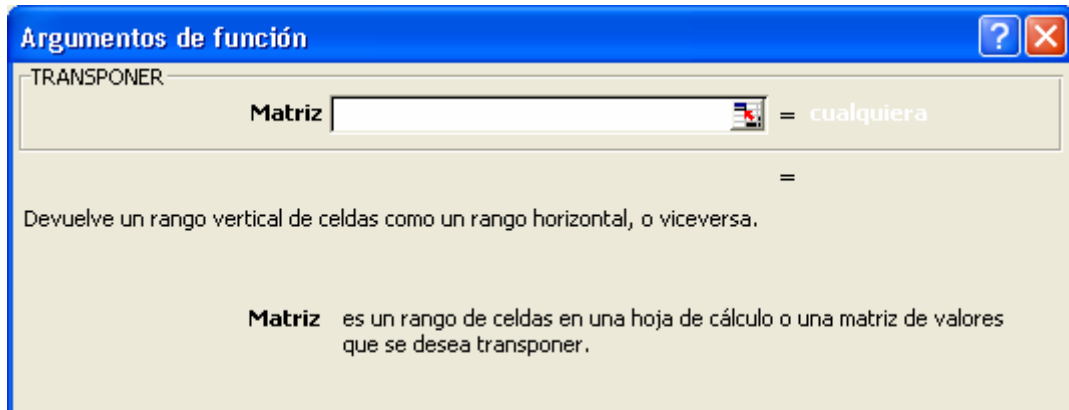 Argumentos de función
TRANSPONER
Matriz = cualquiera
=
Devuelve un rango vertical de celdas como un rango horizontal, o viceversa.
Matriz es un rango de celdas en una hoja de cálculo o una matriz de valores
que se desea transponer.